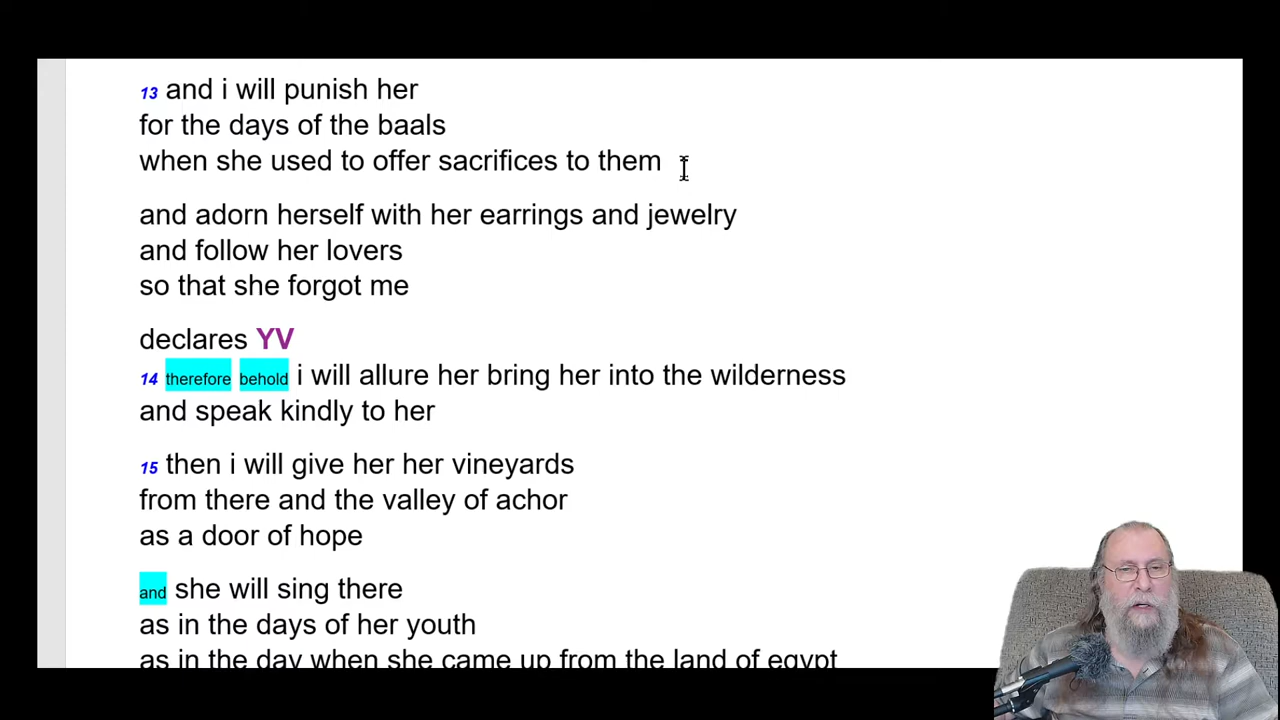 13 and i will punish her
for the days of the baals
when she used to offer sacrifices to them
and adorn herself with her earrings and jewelry
and follow her lovers
so that she forgot me
declares YV
14 therefore behold i will allure her bring her into the wilderness
and speak kindly to her
15 then i will give her her vineyards
from there and the valley of achor
as a door of hope
and she will sing there
as in the days of her youth
as in the day when she came up from the land of egypt